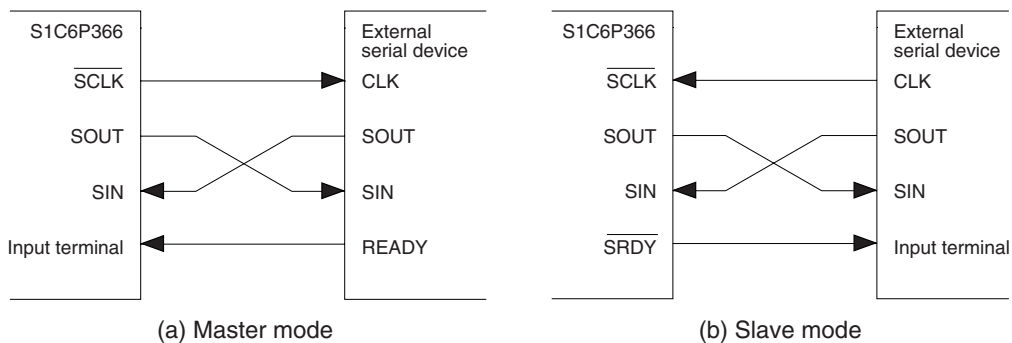 S1C6P366
External
serial device
SCLK
CLK
SOUT
SOUT
SIN
SIN
Input terminal
READY
(a) Master mode
S1C6P366
External
serial device
SCLK
CLK
SOUT
SOUT
SIN
SIN
SRDY
Input terminal
(b) Slave mode